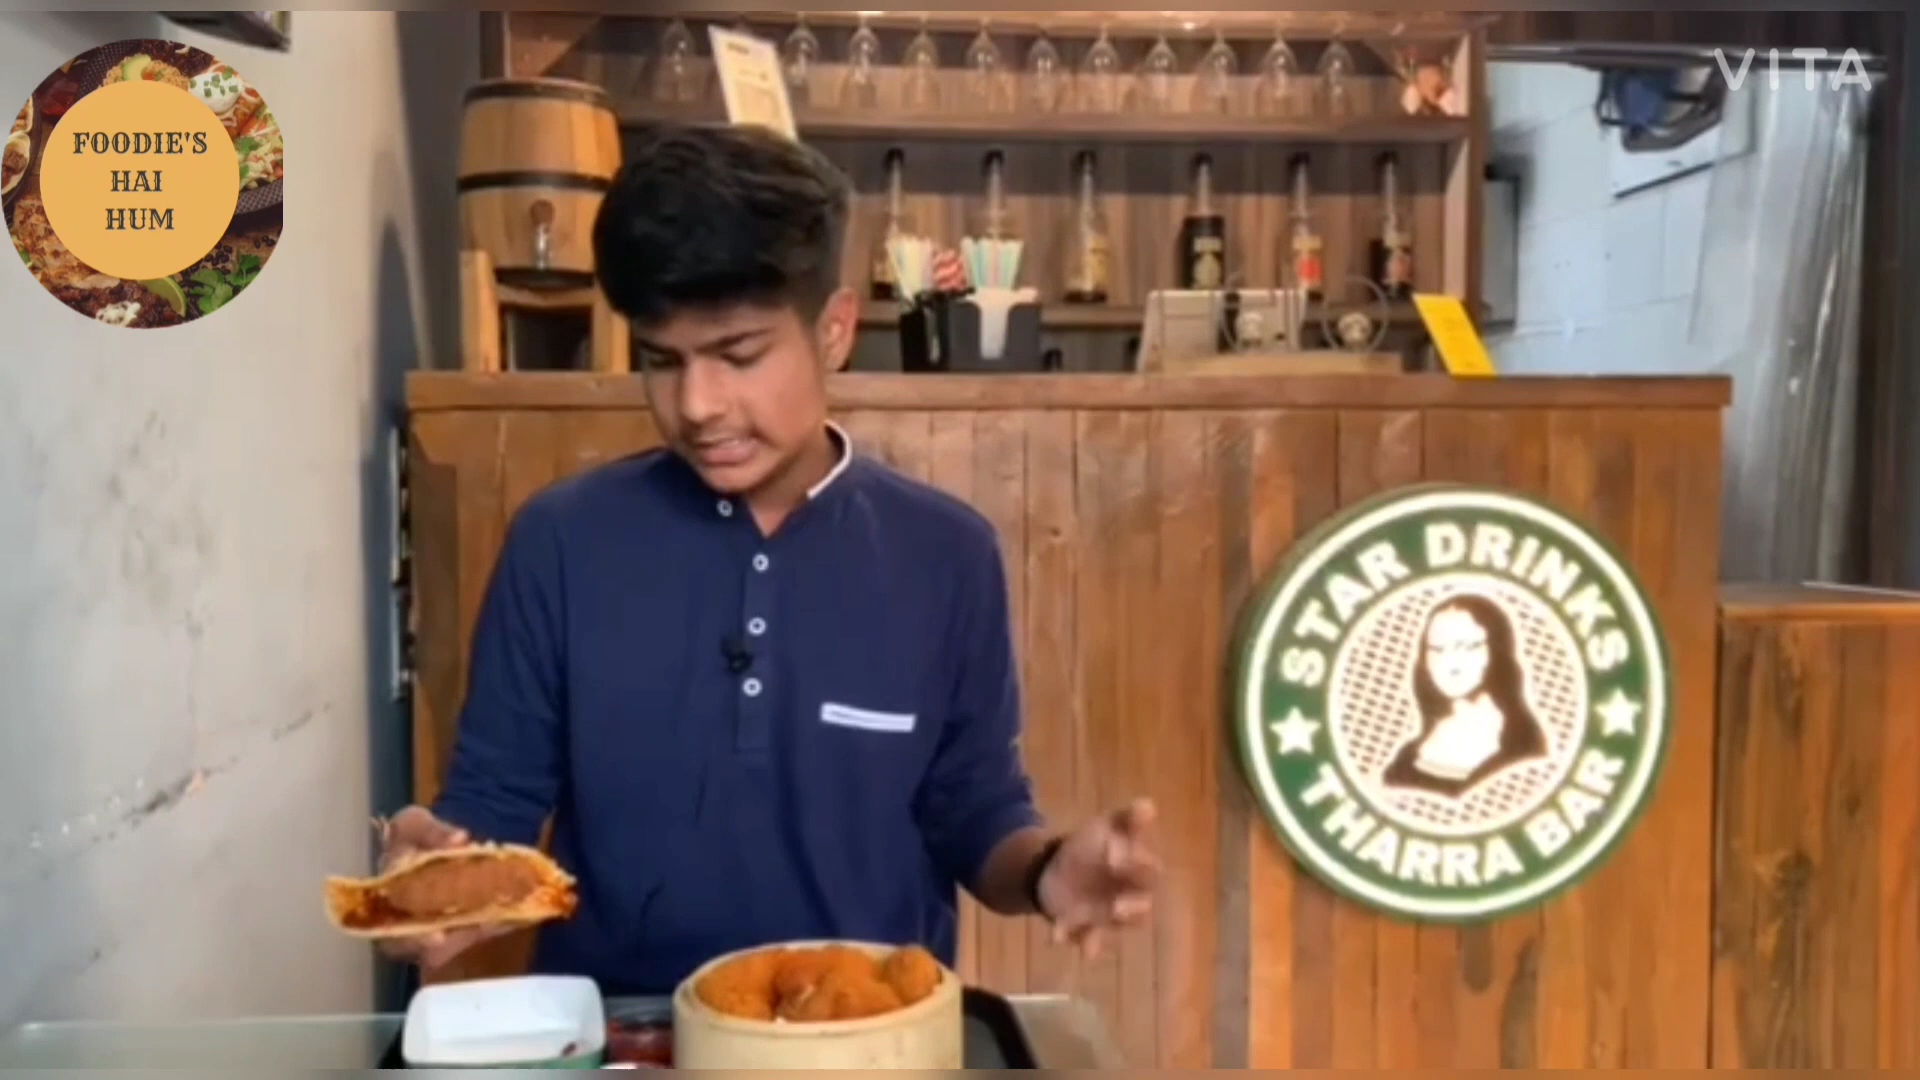 FOODIE'S
HAI
HUM
VITA
STAR DRINKS
THARRA BAR